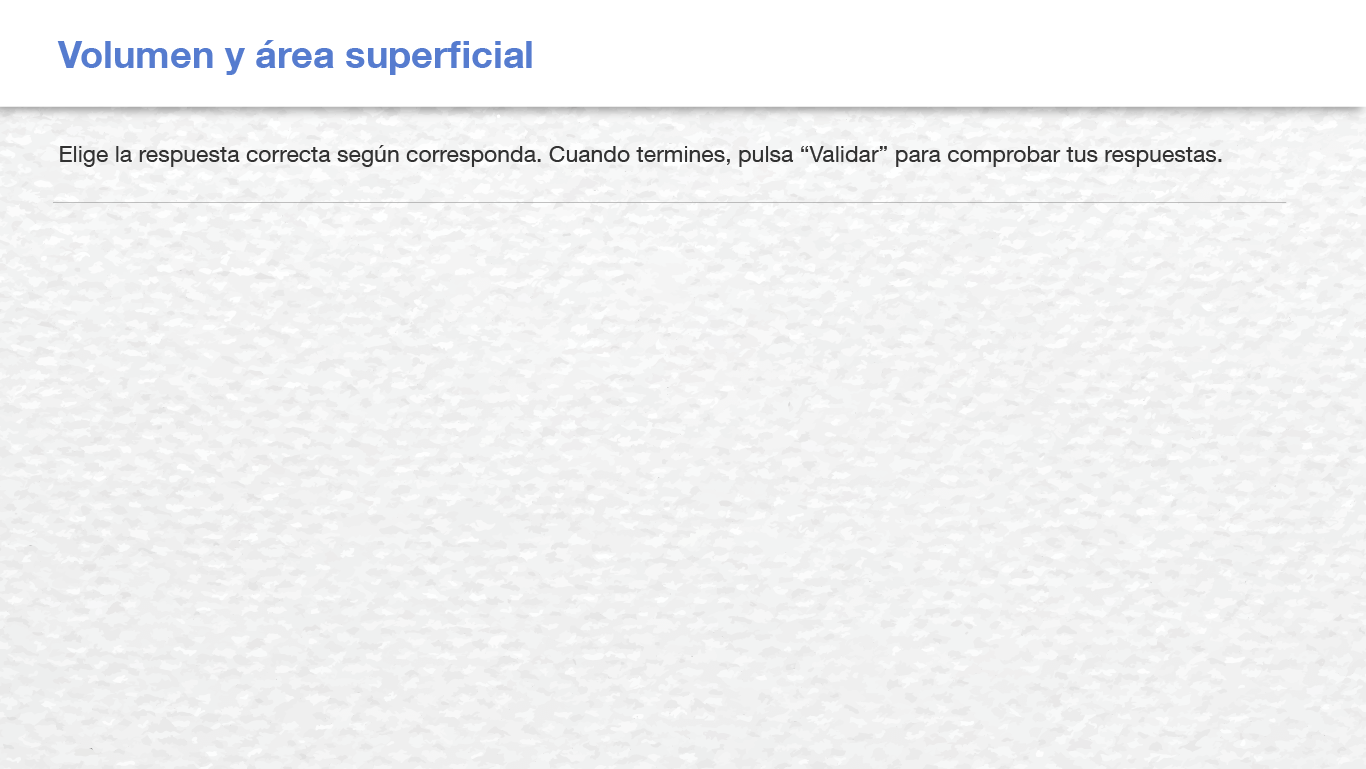 Volumen y área superficial
Elige la respuesta correcta según corresponda. Cuando termines, pulsa “Validar” para comprobar tus respuestas.